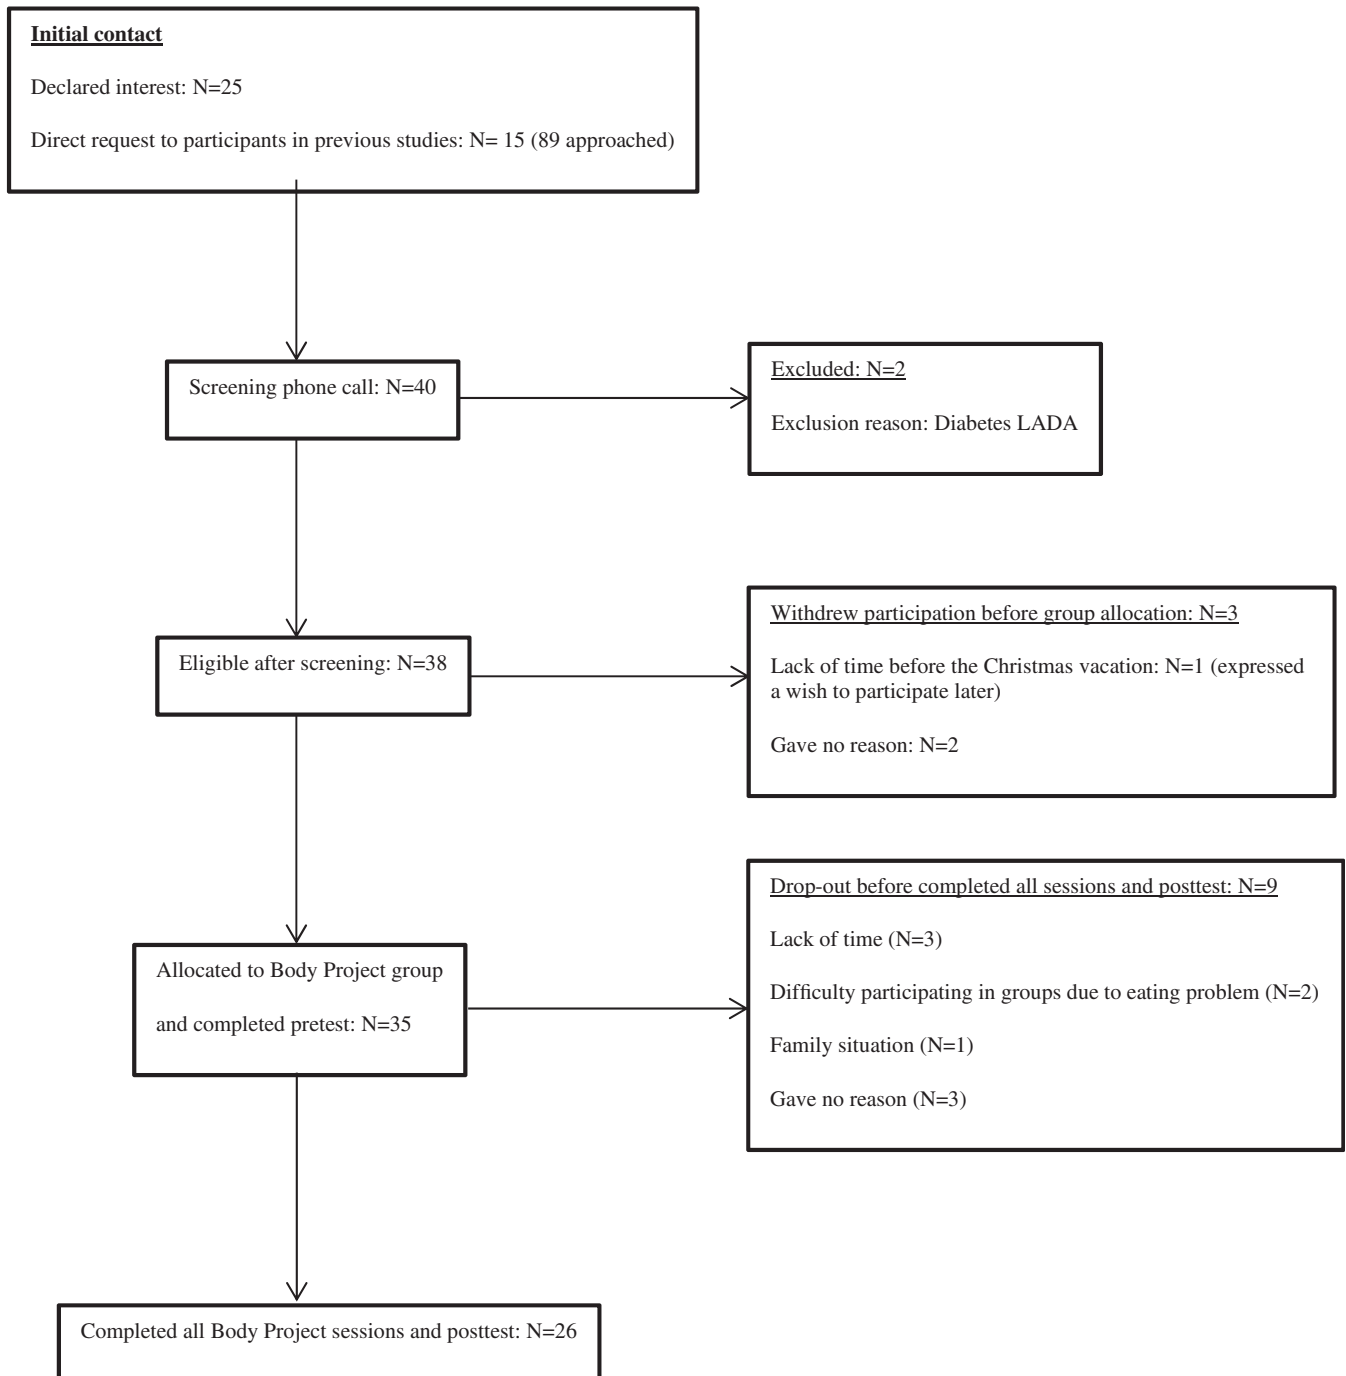 Initial contact
Declared interest: N=25
Direct request to participants in previous studies: N= 15 (89 approached)
Screening phone call: N=40
Excluded: N=2
Exclusion reason: Diabetes LADA
Eligible after screening: N=38
Withdrew participation before group allocation: N=3
Lack of time before the Christmas vacation: N=1 (expressed
a wish to participate later)
Gave no reason: N=2
Allocated to Body Project group
and completed pretest: N=35
Drop-out before completed all sessions and posttest: N=9
Lack of time (N=3)
Difficulty participating in groups due to eating problem (N=2)
Family situation (N=1)
Gave no reason (N=3)
Completed all Body Project sessions and posttest: N=26